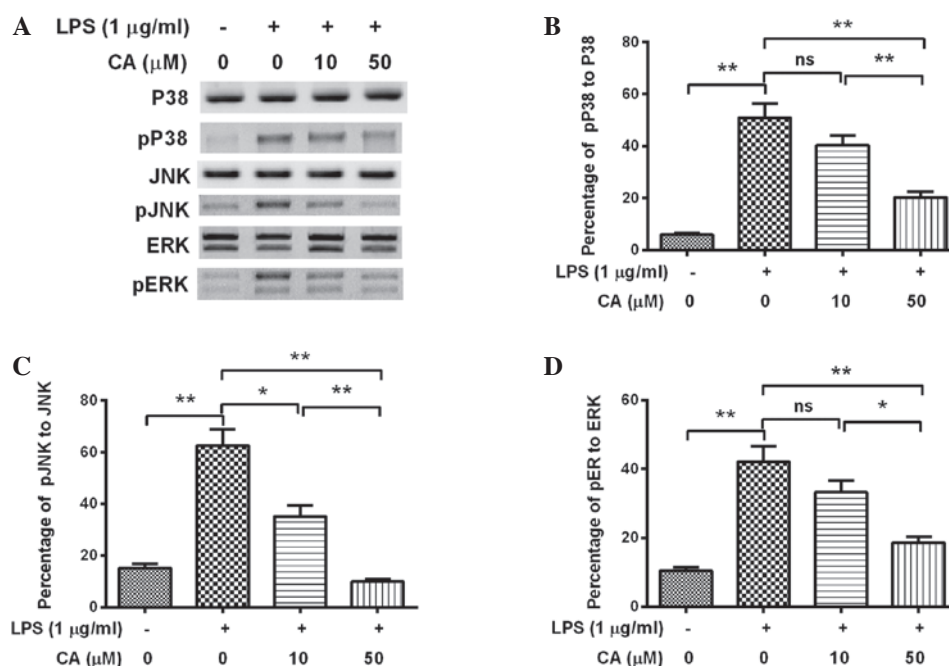 A
LPS (1 μg/ml) - + + +
CA (μM) 0 0 10 50
P38
pP38
JNK
pJNK
ERK
pERK
B
**
** ns **
Percentage of pP38 to P38
80
60
40
20
0
LPS (1 μg/ml) - + + +
CA (μM) 0 0 10 50
C
**
** * **
Percentage of pJNK to JNK
80
60
40
20
0
LPS (1 μg/ml) - + + +
CA (μM) 0 0 10 50
D
**
** ns *
Percentage of pER to ERK
60
40
20
0
LPS (1 μg/ml) - + + +
CA (μM) 0 0 10 50